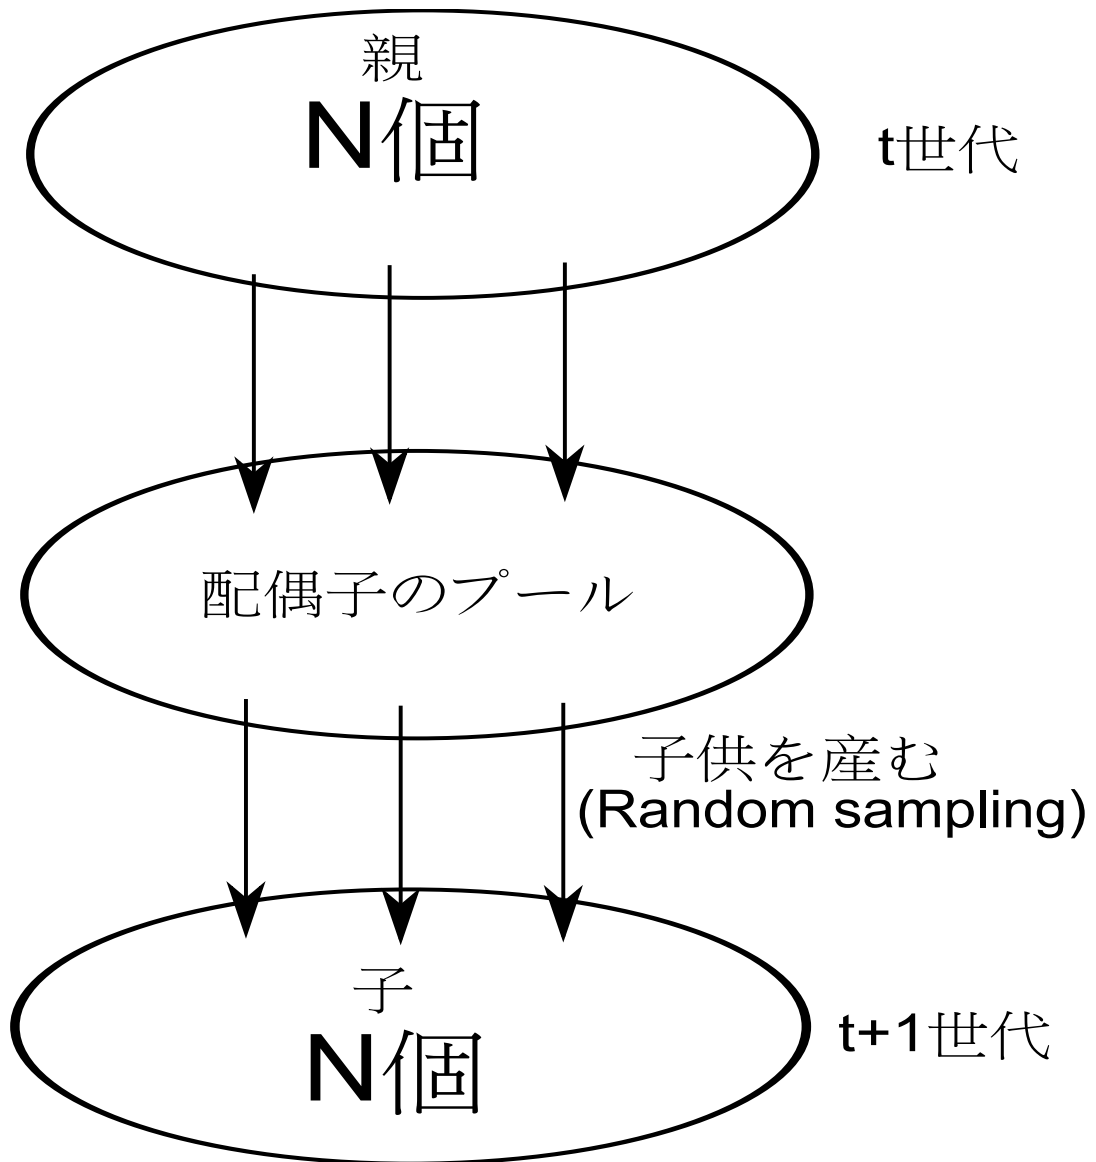 親
N個
t世代
配偶子のプール
子供を産む
(Random sampling)
子
N個
t+1世代